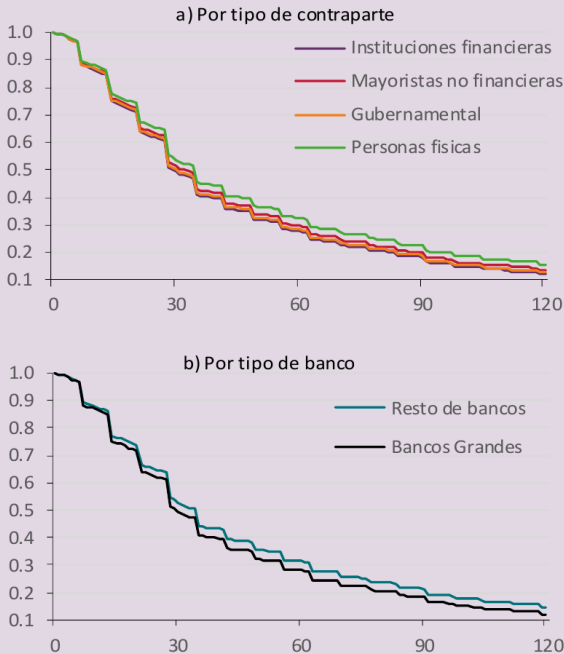 a) Por tipo de contraparte
1.0
0.9
0.8
0.7
0.6
0.5
0.4
0.3
0.2
0.1
Instituciones financieras
Mayoristas no financieras
Gubernamental
Personas fisicas
0 30 60 90 120
b) Por tipo de banco
1.0
0.9
0.8
0.7
0.6
0.5
0.4
0.3
0.2
0.1
Resto de bancos
Bancos Grandes
0 30 60 90 120